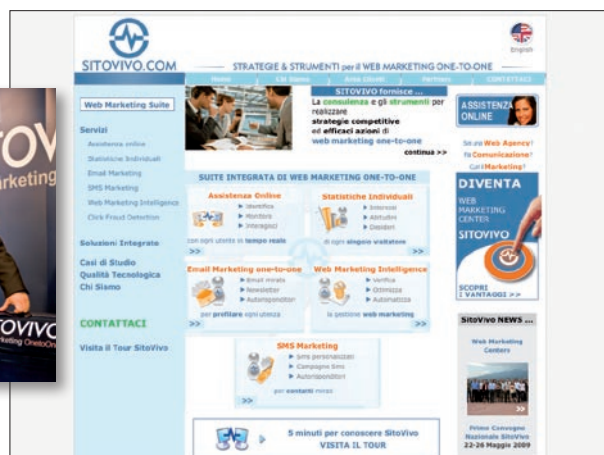 SITOVIVO.COM
STRATEGIE & STRUMENTI per il WEB MARKETING ONE-TO-ONE
English
Home
Chi Siamo
Area Clienti
Partners
CONTATTACI
Web Marketing Suite
Servizi
Assistenza online
Statistiche Individuali
Email Marketing
SMS Marketing
Web Marketing Intelligence
Click Fraud Detection
Soluzioni Integrate
Casi di Studio
Qualità Tecnologica
Chi Siamo
CONTATTACI
Visita il Tour SitoVivo
SITOVIVO fornisce ...
La consulenza e gli strumenti per
realizzare
strategie competitive
ed efficaci azioni di
web marketing one-to-one
continua >>
SUITE INTEGRATA DI WEB MARKETING ONE-TO-ONE
Assistenza Online
Identifica
Monitora
Interagisci
con ogni utente in tempo reale
>>
Statistiche Individuali
Interessi
Abitudini
Desideri
di ogni singolo visitatore
>>
Email Marketing one-to-one
Email mirate
Newsletter
Autorisponditori
per profilare ogni utenza
>>
Web Marketing Intelligence
Verifica
Ottimizza
Automatizza
la gestione web marketing
>>
SMS Marketing
Sms personalizzati
Campagne Sms
Autorisponditori
per contatti mirati
>>
5 minuti per conoscere SitoVivo
VISITA IL TOUR
ASSISTENZA
ONLINE
Web Agency?
Comunicazione?
Marketing?
DIVENTA
WEB
MARKETING
CENTER
SITOVIVO
SCOPRI
I VANTAGGI >>
SitoVivo NEWS ...
Web Marketing
Centers
>>
Primo Convegno
Nazionale SitoVivo
22-26 Maggio 2009
TOV
arketing
TOVIVO
keting OnetoOne